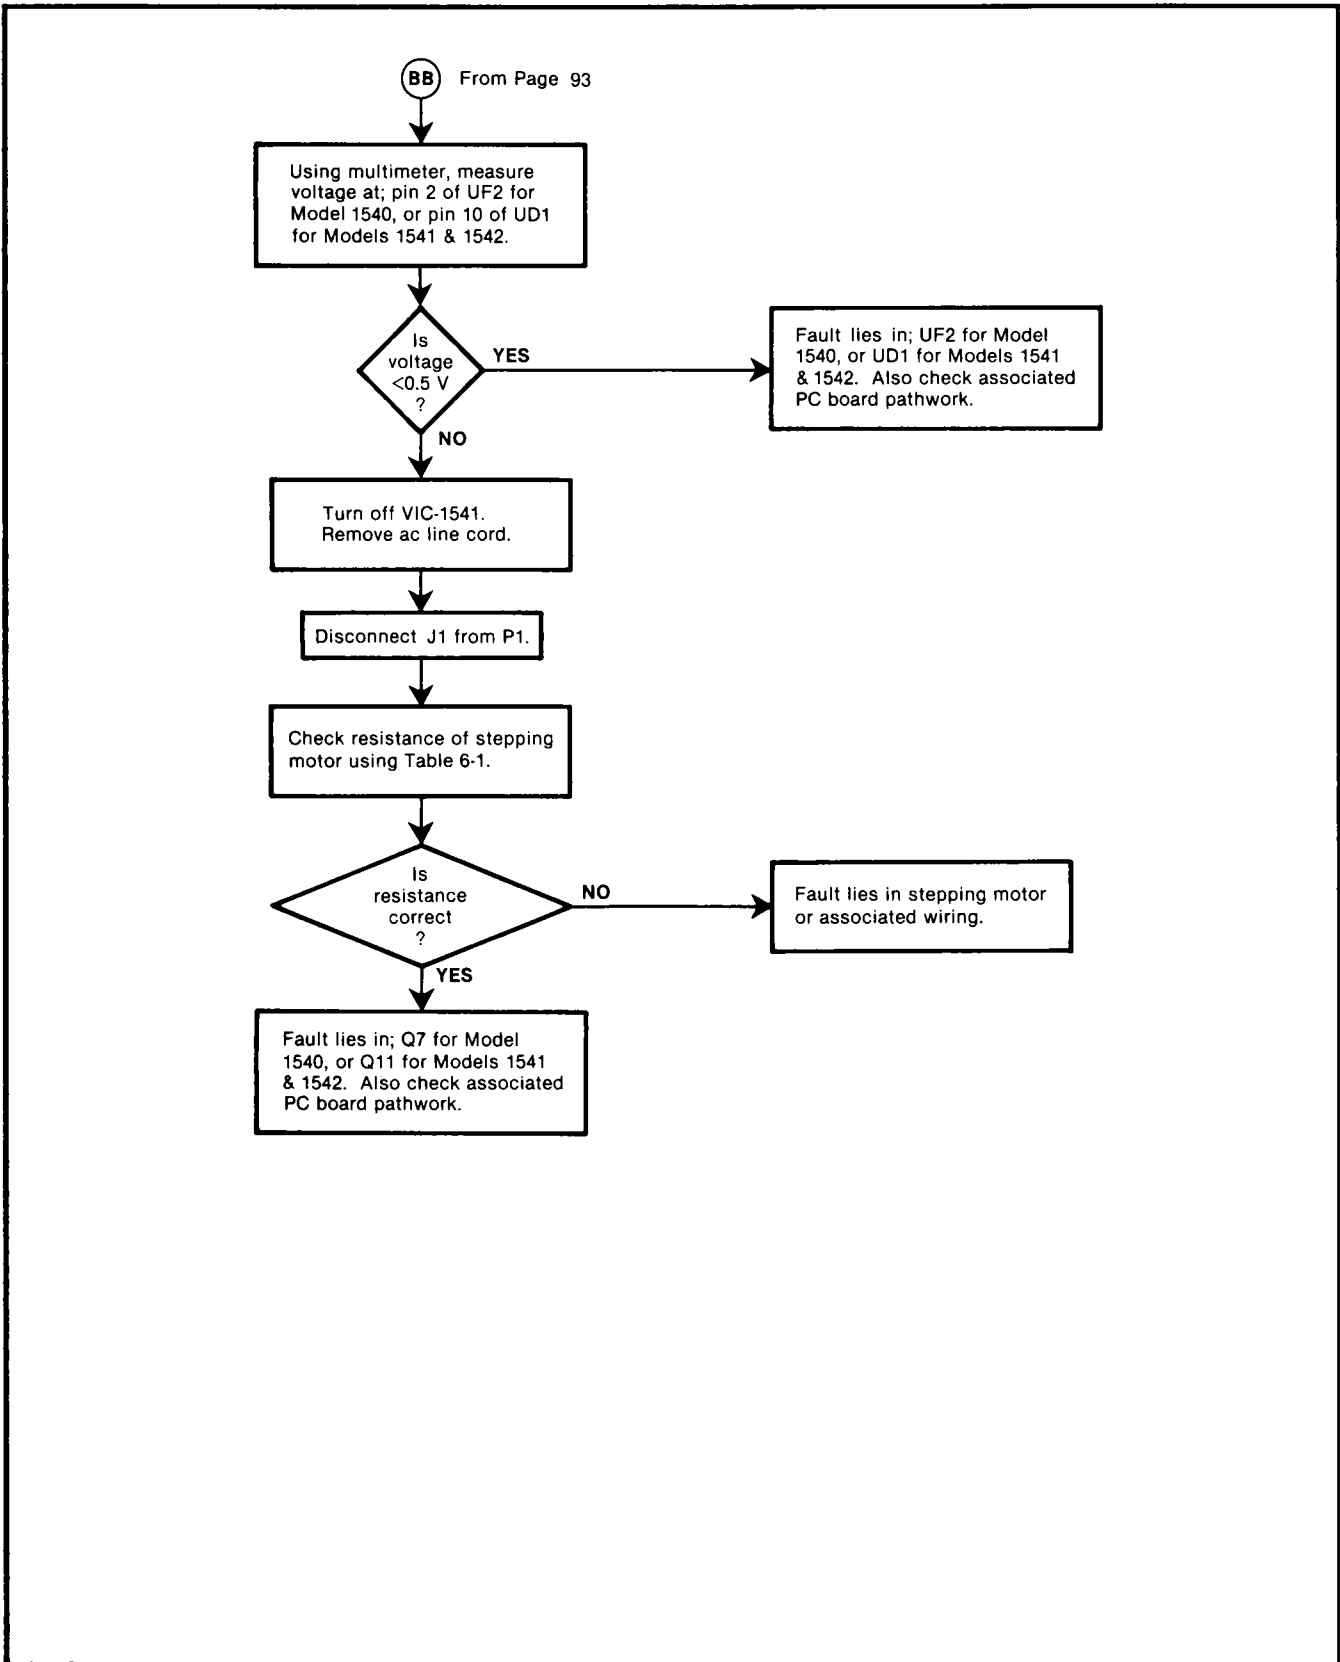 BB From Page 93
Using multimeter, measure
voltage at; pin 2 of UF2 for
Model 1540, or pin 10 of UD1
for Models 1541 & 1542.
Is
voltage
<0.5 V
?
YES
Fault lies in; UF2 for Model
1540, or UD1 for Models 1541
& 1542. Also check associated
PC board pathwork.
NO
Turn off VIC-1541.
Remove ac line cord.
Disconnect J1 from P1.
Check resistance of stepping
motor using Table 6-1.
Is
resistance
correct
?
NO
Fault lies in stepping motor
or associated wiring.
YES
Fault lies in; Q7 for Model
1540, or Q11 for Models 1541
& 1542. Also check associated
PC board pathwork.